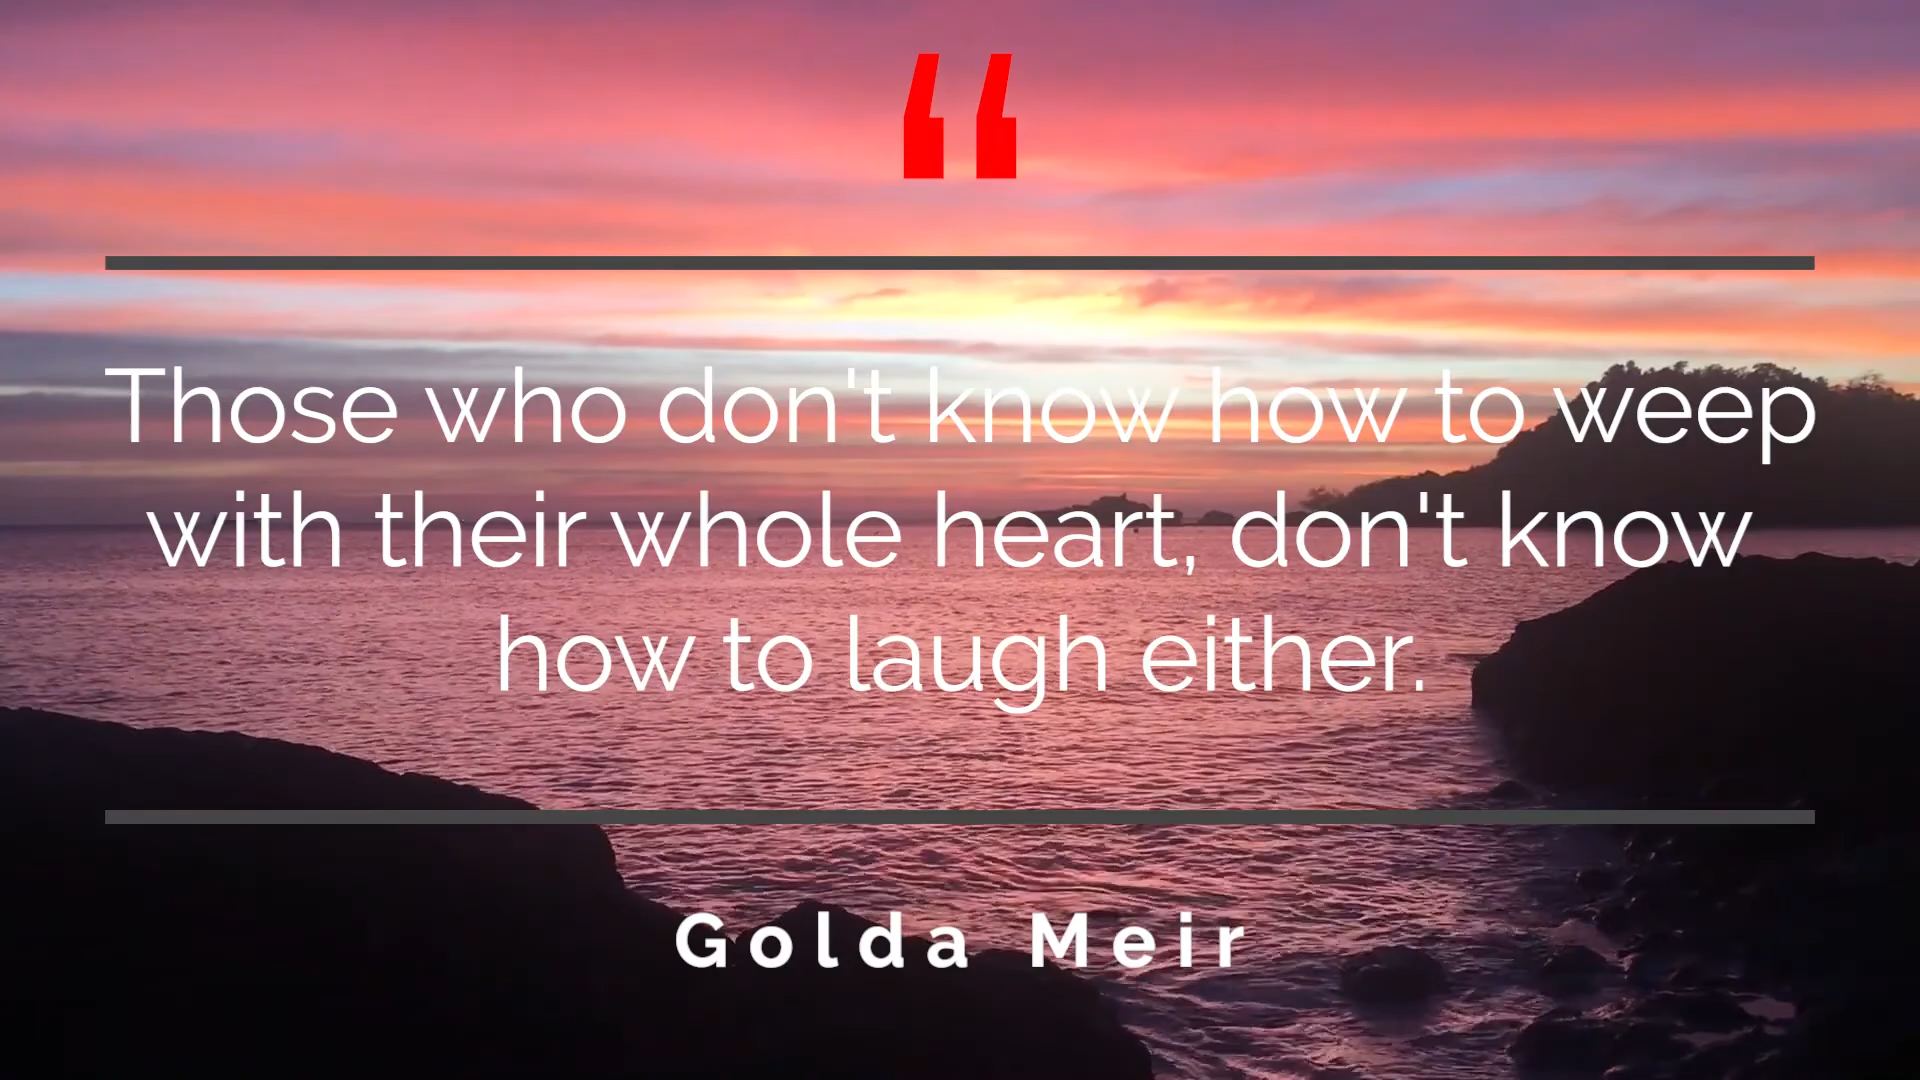 “
Those who don't know how to weep
with their whole heart, don't know
how to laugh either.
Golda Meir